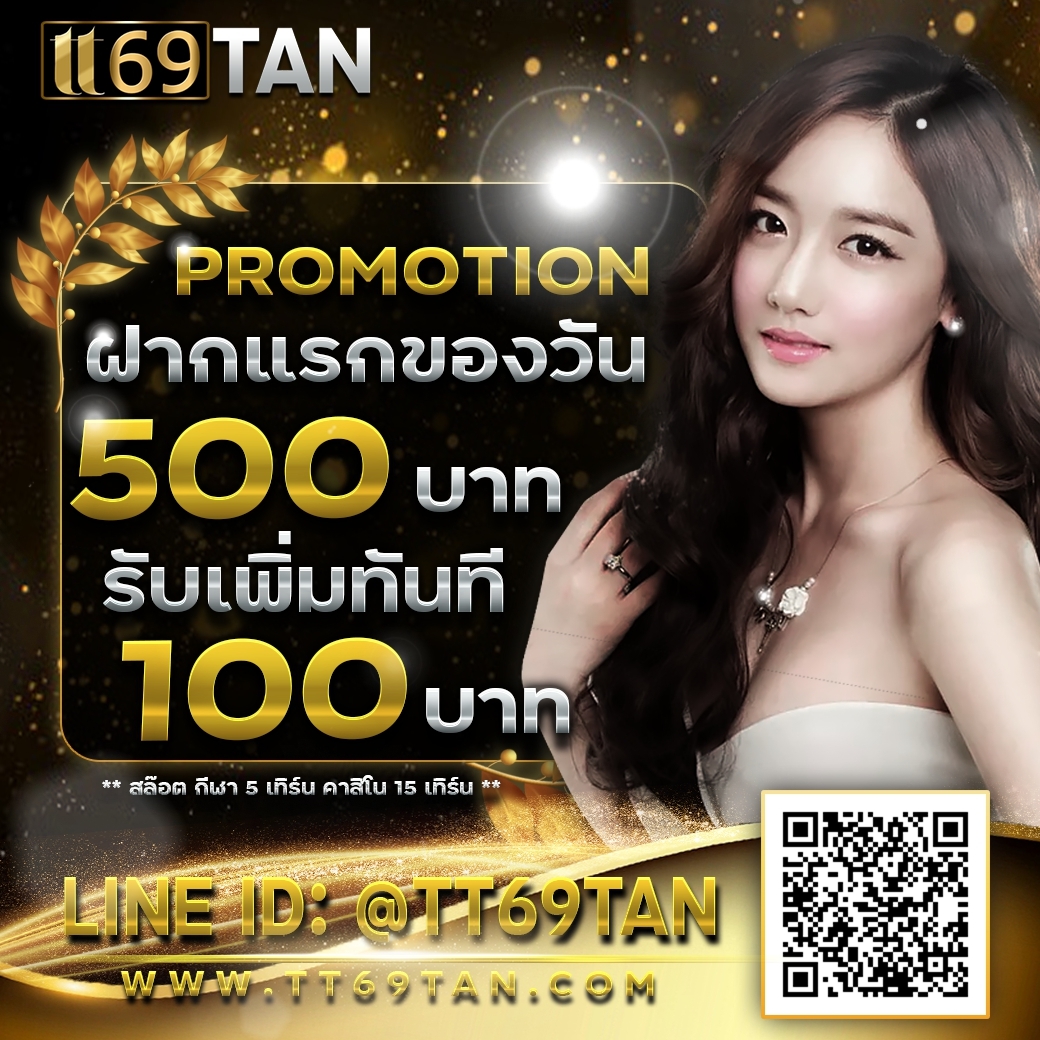 tt69TAN
PROMOTION
ฝากแรกของวัน
500 บาท
รับเพิ่มทันที
100 บาท
** สล๊อต กีฬา 5 เทิร์น คาสิโน 15 เทิร์น **
LINE ID: @TT69TAN
WWW.TT69TAN.COM